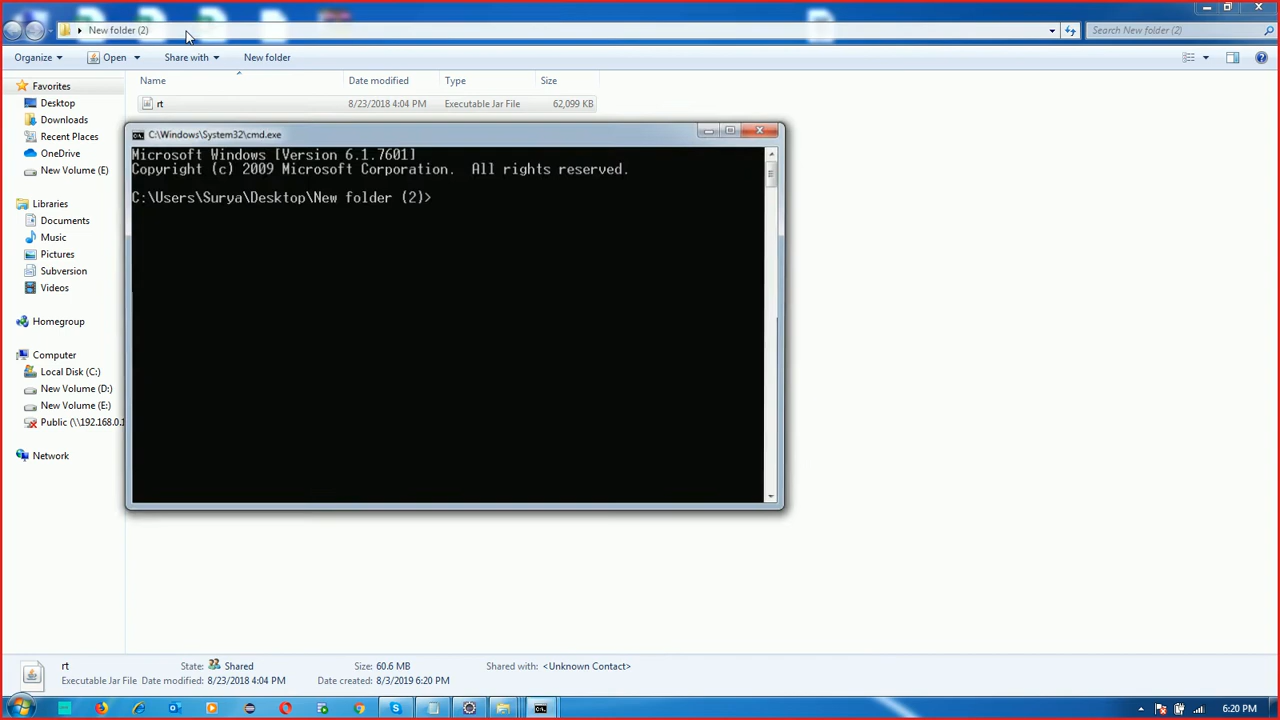 New folder (2)
Search New folder (2)
Organize
Open
Share with
New folder
Favorites
Desktop
Downloads
Recent Places
OneDrive
New Volume (E)
Libraries
Documents
Music
Pictures
Subversion
Videos
Homegroup
Computer
Local Disk (C:)
New Volume (D:)
New Volume (E:)
Public (\\192.168.0.1
Network
Name Date modified Type Size
rt 8/23/2018 4:04 PM Executable Jar File 62,099 KB
C:\Windows\System32\cmd.exe
Microsoft Windows [Version 6.1.7601]
Copyright (c) 2009 Microsoft Corporation. All rights reserved.
C:\Users\Surya\Desktop\New folder (2)>
rt State: Shared Size: 60.6 MB Shared with: <Unknown Contact>
Executable Jar File Date modified: 8/23/2018 4:04 PM Date created: 8/3/2019 6:20 PM
6:20 PM